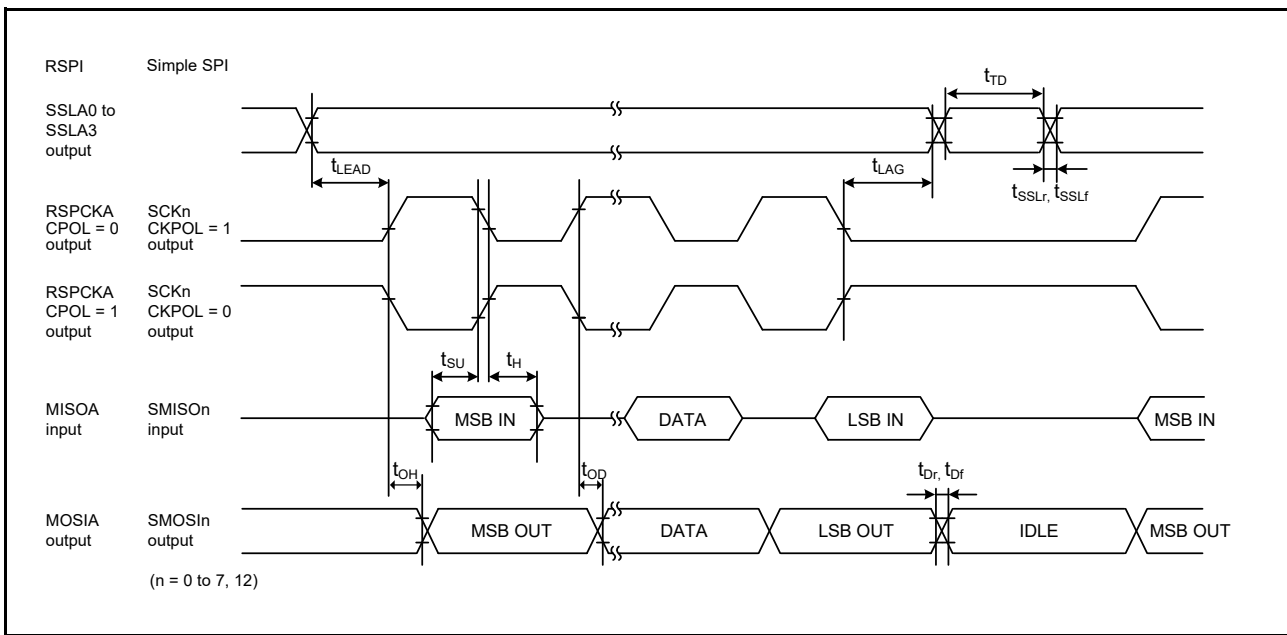 RSPI Simple SPI
SSLA0 to
SSLA3
output
tTD
tLEAD
tLAG
tSSLr, tSSLf
RSPCKA SCKn
CPOL = 0 CKPOL = 1
output output
RSPCKA SCKn
CPOL = 1 CKPOL = 0
output output
tSU tH
MISOA SMISOn
input input
MSB IN DATA LSB IN MSB IN
tOH tOD tDr, tDf
MOSIA SMOSIn
output output
MSB OUT DATA LSB OUT IDLE MSB OUT
(n = 0 to 7, 12)